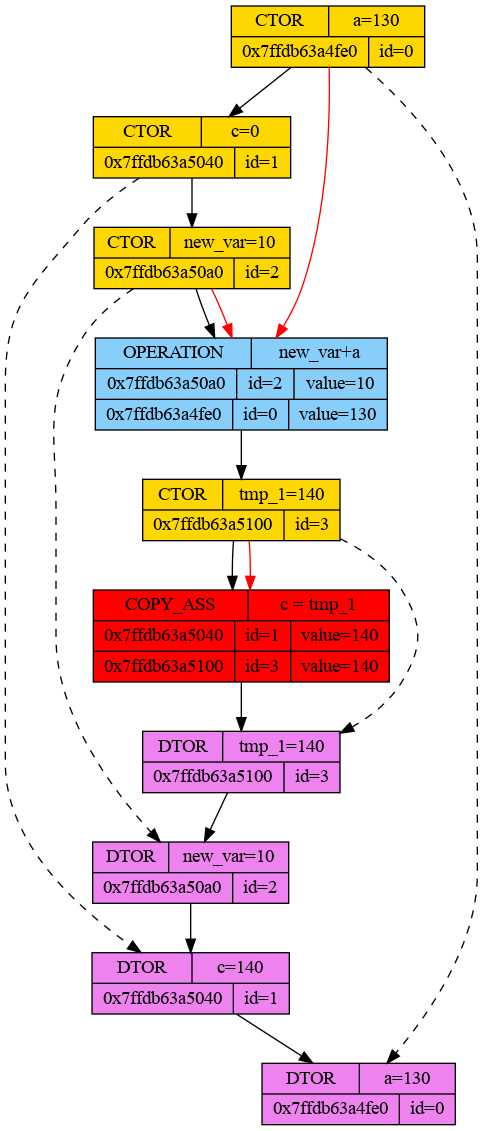 CTOR a=130
0x7ffdb63a4fe0 id=0
CTOR c=0
0x7ffdb63a5040 id=1
CTOR new_var=10
0x7ffdb63a50a0 id=2
OPERATION new_var+a
0x7ffdb63a50a0 id=2 value=10
0x7ffdb63a4fe0 id=0 value=130
CTOR tmp_1=140
0x7ffdb63a5100 id=3
COPY_ASS c = tmp_1
0x7ffdb63a5040 id=1 value=140
0x7ffdb63a5100 id=3 value=140
DTOR tmp_1=140
0x7ffdb63a5100 id=3
DTOR new_var=10
0x7ffdb63a50a0 id=2
DTOR c=140
0x7ffdb63a5040 id=1
DTOR a=130
0x7ffdb63a4fe0 id=0